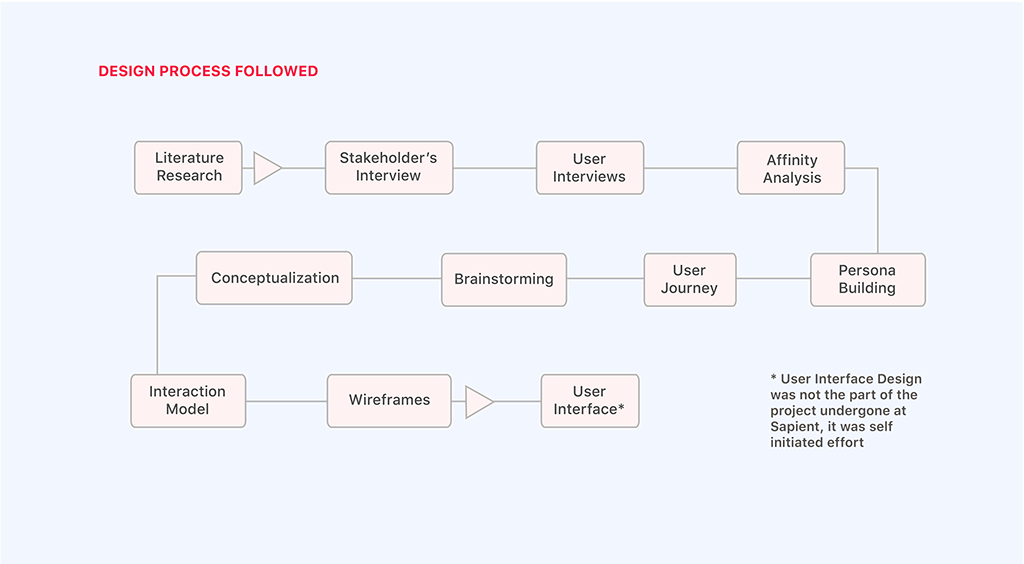 DESIGN PROCESS FOLLOWED
Literature
Research
Stakeholder's
Interview
User
Interviews
Affinity
Analysis
Persona
Building
User
Journey
Brainstorming
Conceptualization
Interaction
Model
Wireframes
User
Interface*
* User Interface Design
was not the part of the
project undergone at
Sapient, it was self
initiated effort